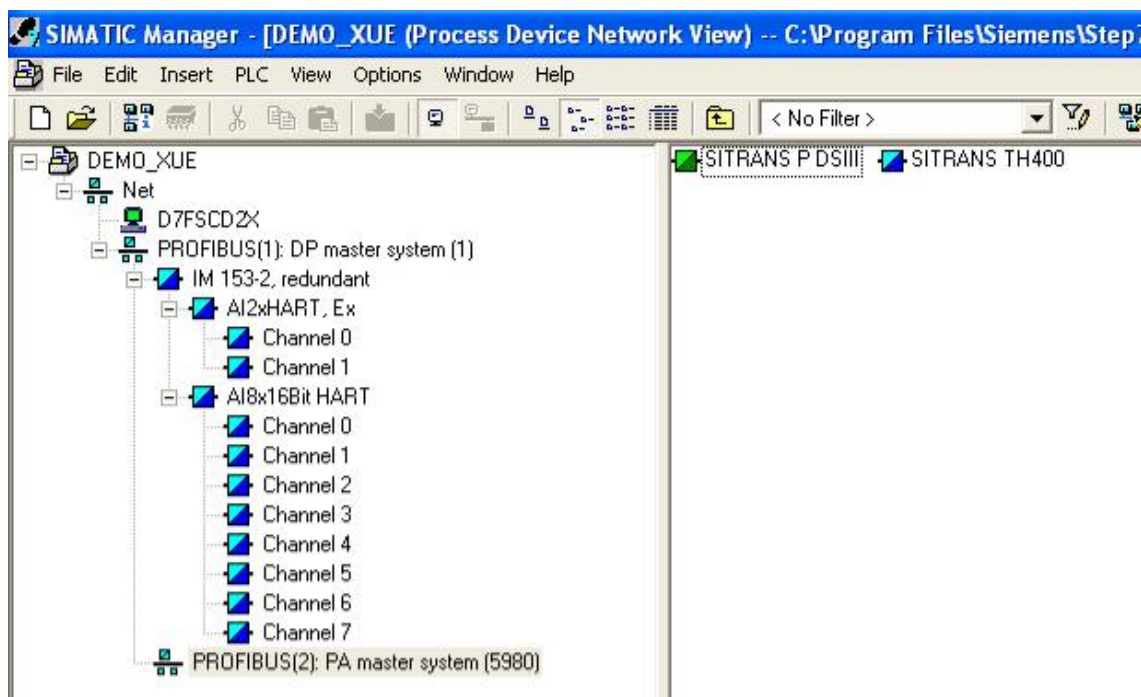 SIMATIC Manager - [DEMO_XUE (Process Device Network View) -- C:\Program Files\Siemens\Step7
File Edit Insert PLC View Options Window Help
< No Filter >
DEMO_XUE
Net
D7FSCD2X
PROFIBUS(1): DP master system (1)
IM 153-2, redundant
AI2xHART, Ex
Channel 0
Channel 1
AI8x16Bit HART
Channel 0
Channel 1
Channel 2
Channel 3
Channel 4
Channel 5
Channel 6
Channel 7
PROFIBUS(2): PA master system (5980)
SITRANS P DSIII SITRANS TH400